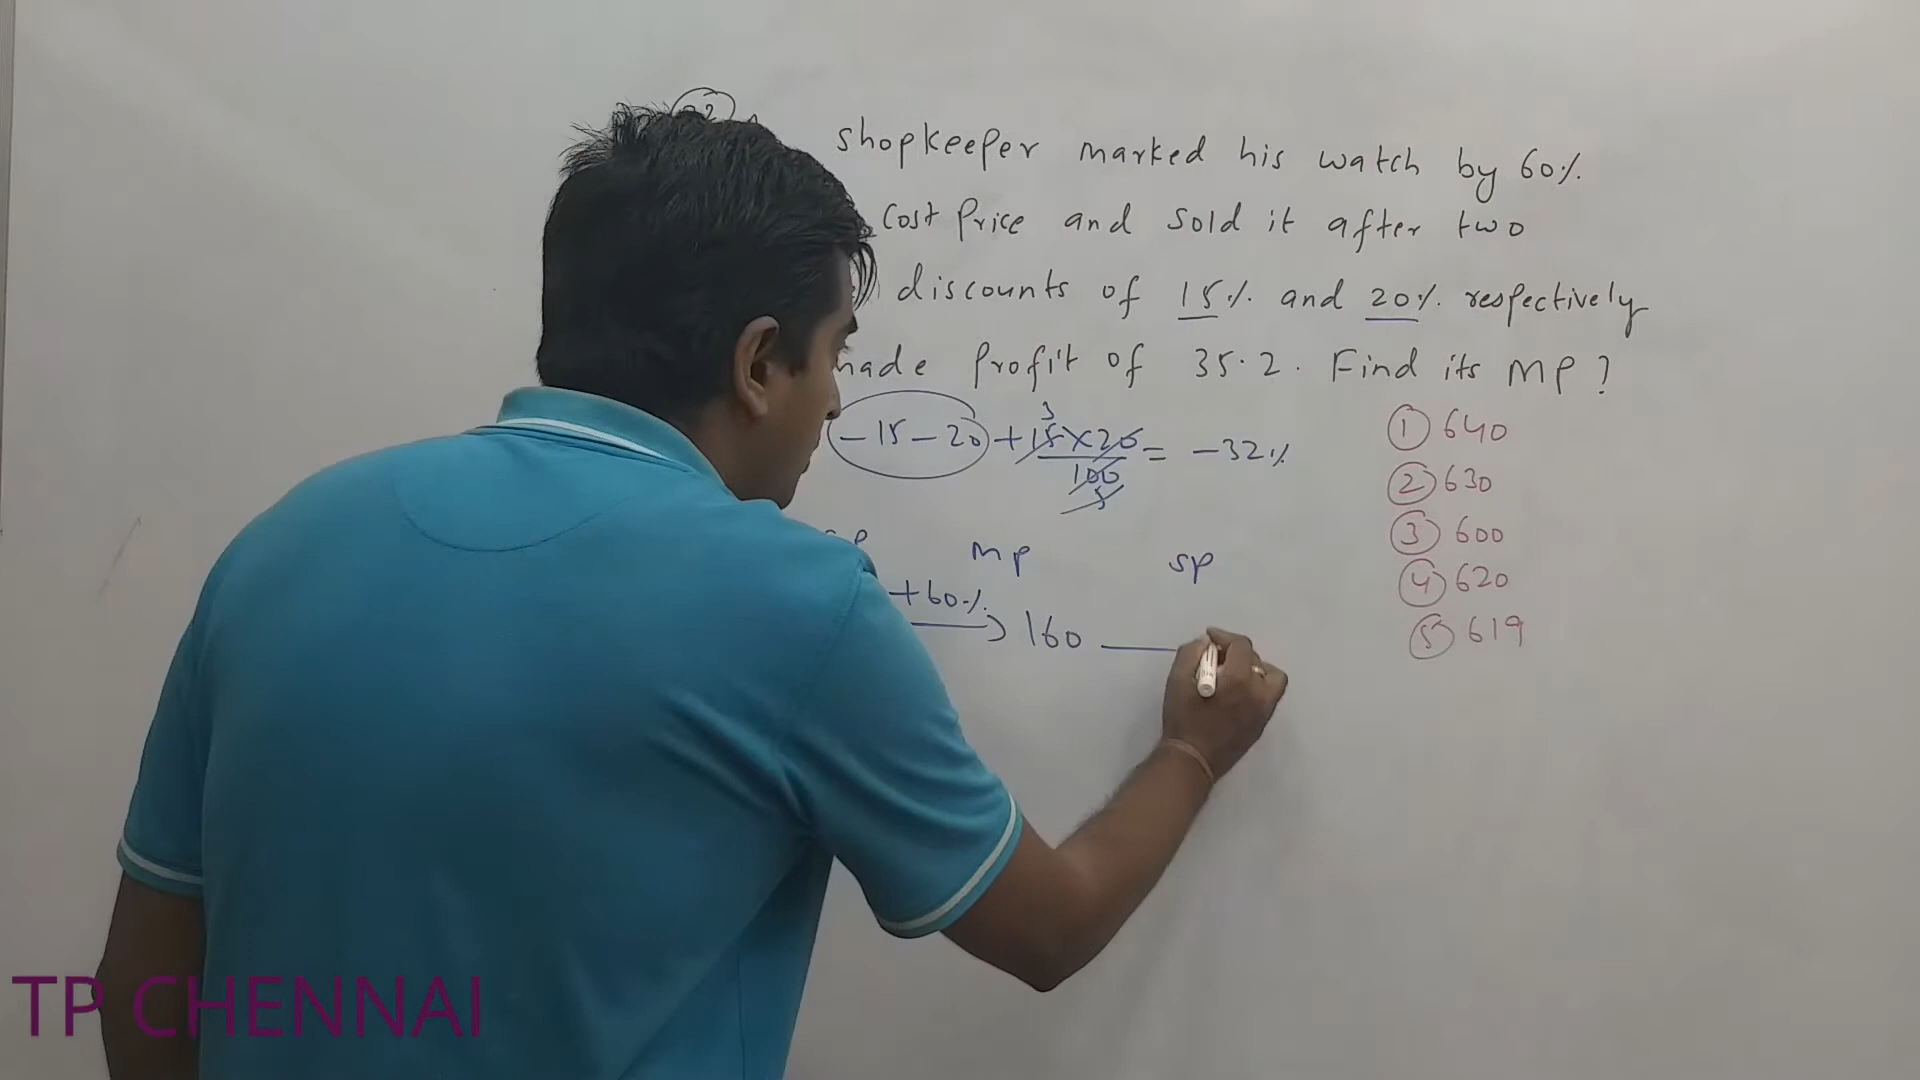 shopkeeper marked his watch by 60%
cost price and sold it after two
discounts of 15% and 20% respectively
made profit of 35.2. Find its MP?
-15-20+15×20/100 = -32%
3
5
① 640
② 630
③ 600
④ 620
⑤ 619
MP SP
+60% 160
TP CHENNAI